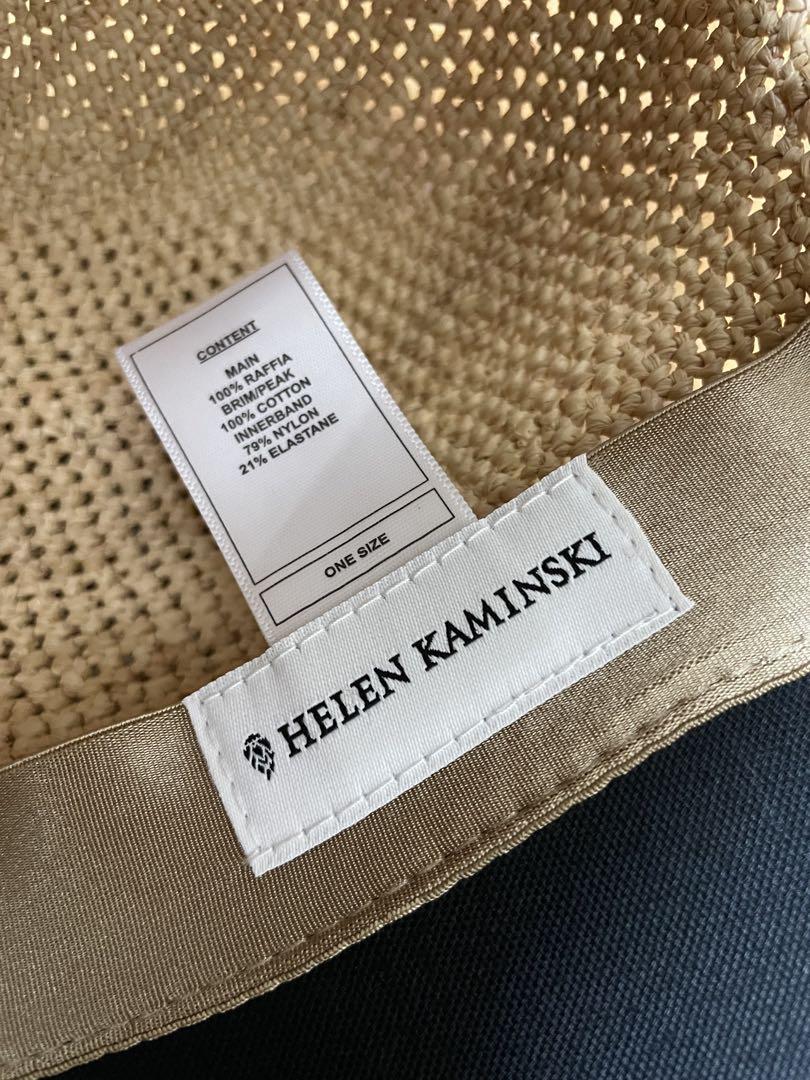 CONTENT
MAIN
100% RAFFIA
BRIM/PEAK
100% COTTON
INNERBAND
79% NYLON
21% ELASTANE
ONE SIZE
HELEN KAMINSKI